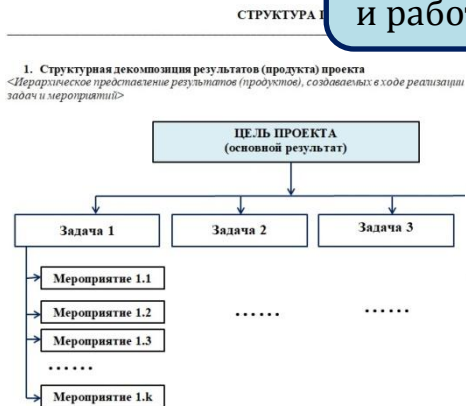 СТРУКТУРА
и работ
1. Структурная декомпозиция результатов (продукта) проекта
<Иерархическое представление результатов (продуктов), создаваемых в ходе реализации
задач и мероприятий>
ЦЕЛЬ ПРОЕКТА
(основной результат)
Задача 1
Задача 2
Задача 3
Мероприятие 1.1
Мероприятие 1.2
......
......
Мероприятие 1.3
......
Мероприятие 1.k